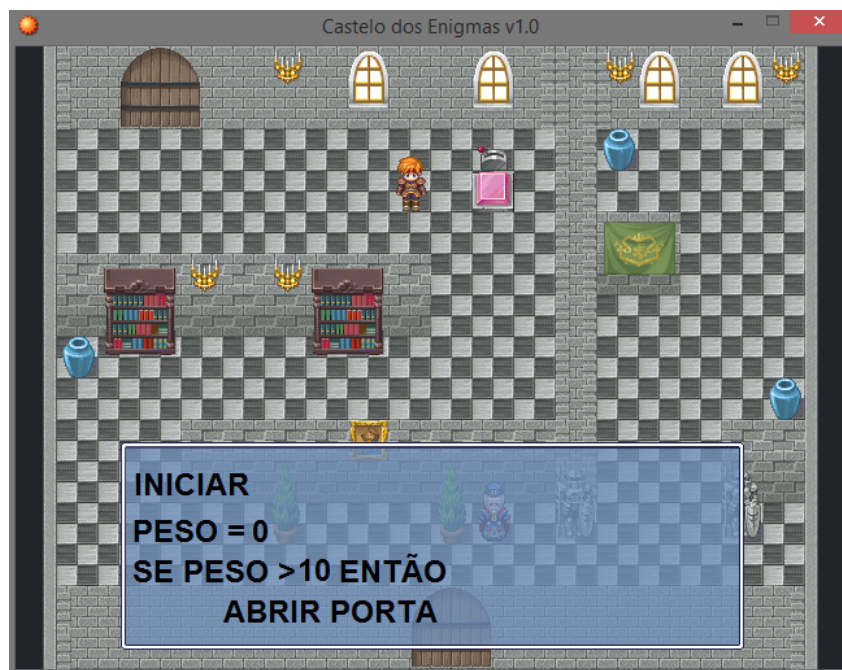 Castelo dos Enigmas v1.0
INICIAR
PESO = 0
SE PESO >10 ENTÃO
ABRIR PORTA